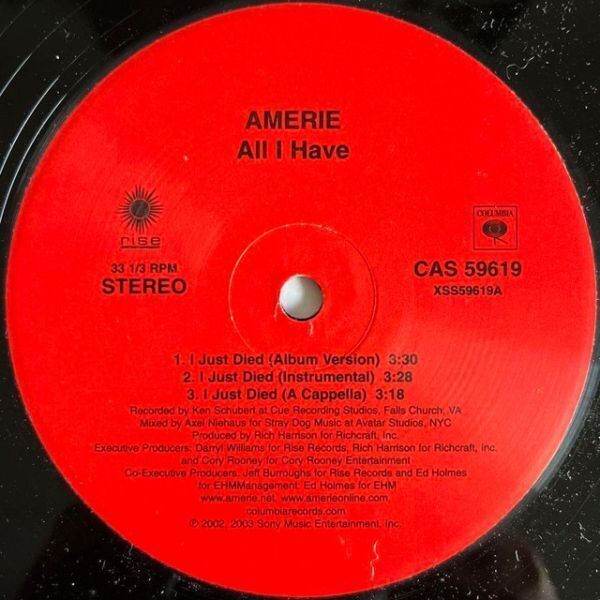 AMERIE
All I Have
rise
COLUMBIA
33 1/3 RPM
STEREO
CAS 59619
XSS59619A
1. I Just Died (Album Version) 3:30
2. I Just Died (Instrumental) 3:28
3. I Just Died (A Cappella) 3:18
Recorded by Ken Schubert at Cue Recording Studios, Falls Church, VA
Mixed by Axel Niehaus for Stray Dog Music at Avatar Studios, NYC
Produced by Rich Harrison for Richcraft, Inc.
Executive Producers: Darryl Williams for Rise Records, Rich Harrison for Richcraft, Inc.
and Cory Rooney for Cory Rooney Entertainment
Co-Executive Producers: Jeff Burroughs for Rise Records and Ed Holmes
for EHMManagement: Ed Holmes for EHM
www.amerie.net, www.amerieonline.com,
columbiarecords.com
℗ 2002, 2003 Sony Music Entertainment, Inc.